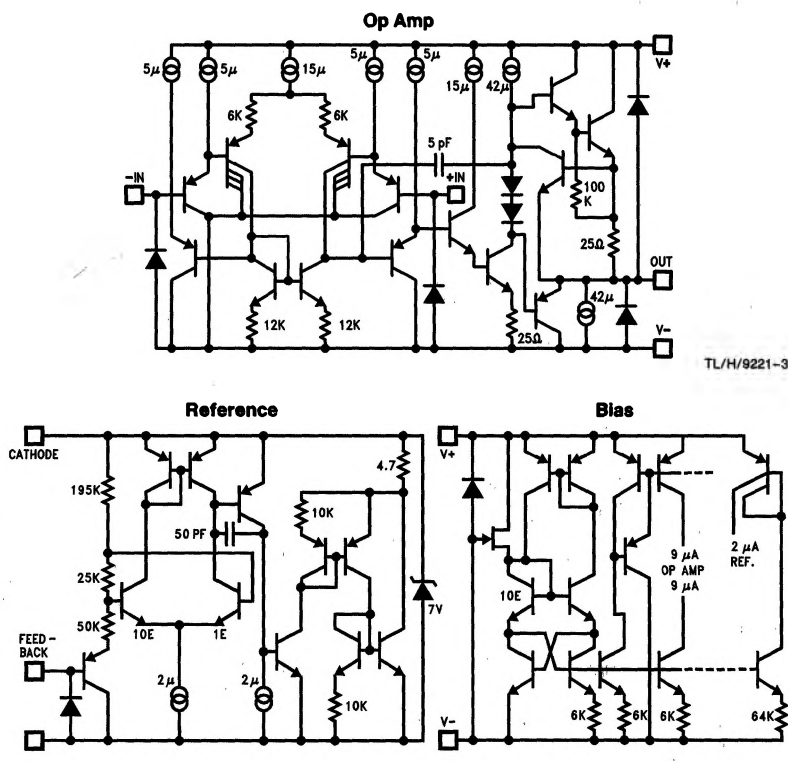 Op Amp
5μ
5μ
15μ
5μ
5μ
15μ
42μ
V+
6K
6K
5 pF
-IN
+IN
100
K
25Ω
OUT
42μ
12K
12K
25Ω
V-
TL/H/9221-3
Reference
Bias
CATHODE
V+
4.7
195K
10K
50 PF
25K
10E
1E
50K
7V
FEED-
BACK
2μ
2μ
10K
10E
9 μA
OP AMP
9 μA
2 μA
REF.
6K
6K
6K
64K
V-